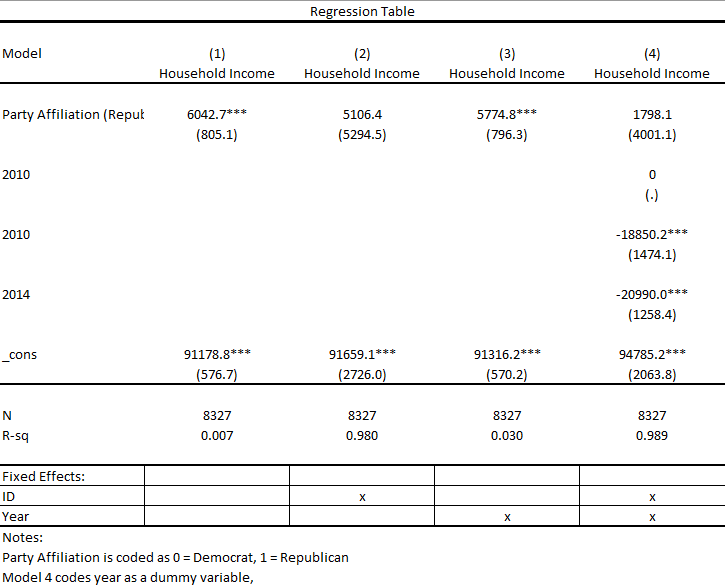 Regression Table
Model (1) (2) (3) (4)
Household Income Household Income Household Income Household Income
Party Affiliation (Repub 6042.7*** 5106.4 5774.8*** 1798.1
(805.1) (5294.5) (796.3) (4001.1)
2010 0
(.)
2010 -18850.2***
(1474.1)
2014 -20990.0***
(1258.4)
_cons 91178.8*** 91659.1*** 91316.2*** 94785.2***
(576.7) (2726.0) (570.2) (2063.8)
N 8327 8327 8327 8327
R-sq 0.007 0.980 0.030 0.989
Fixed Effects:
ID x x
Year x x
Notes:
Party Affiliation is coded as 0 = Democrat, 1 = Republican
Model 4 codes year as a dummy variable,